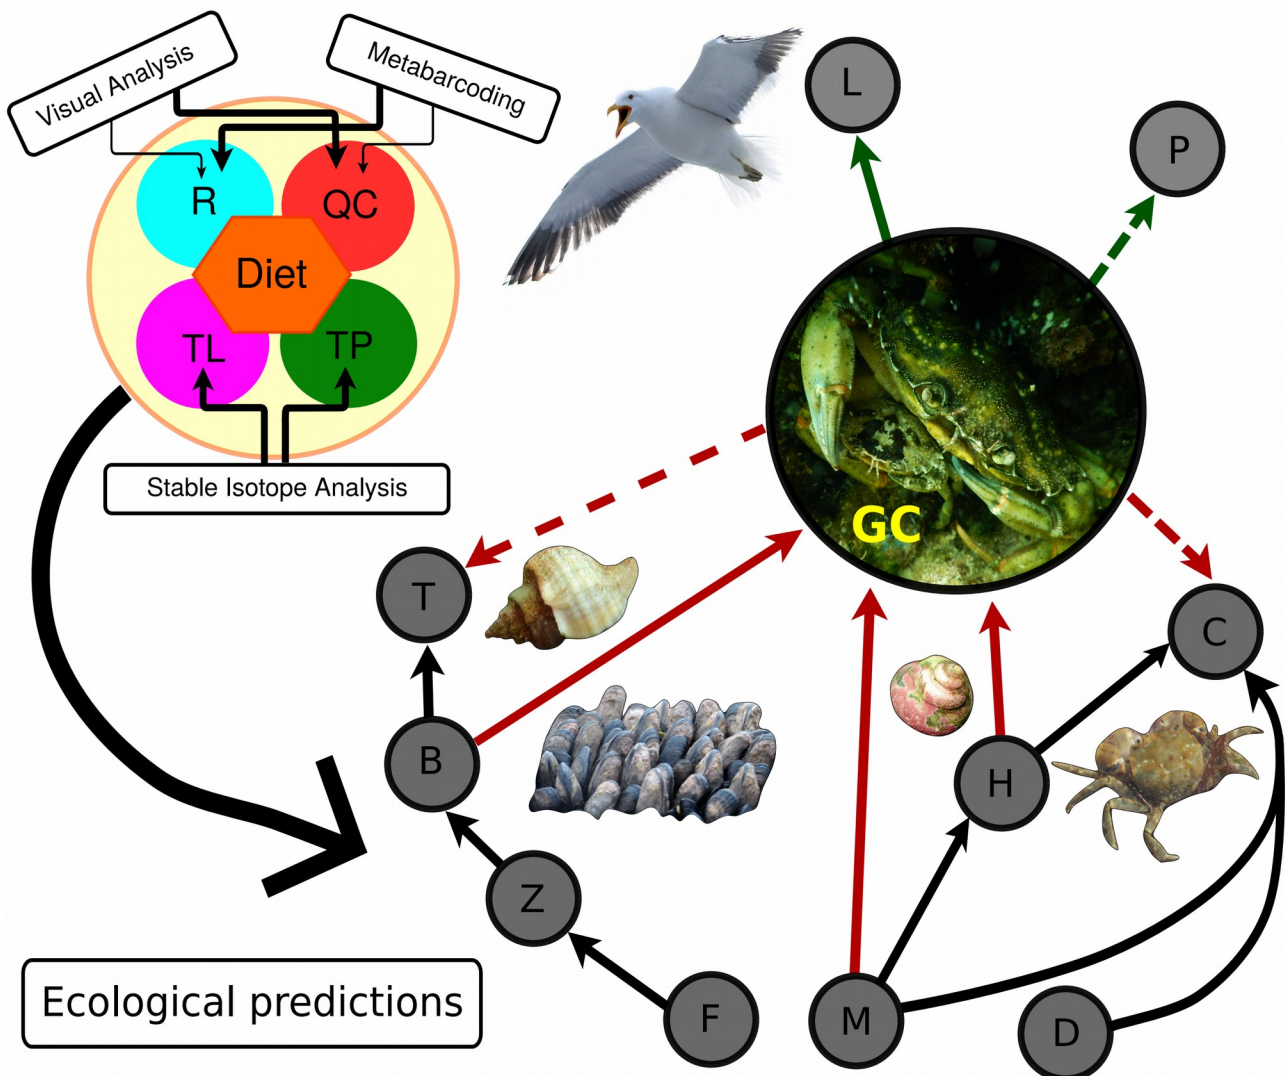 Visual Analysis
Metabarcoding
R
QC
Diet
TL
TP
Stable Isotope Analysis
L
P
GC
T
C
B
H
Z
F
M
D
Ecological predictions